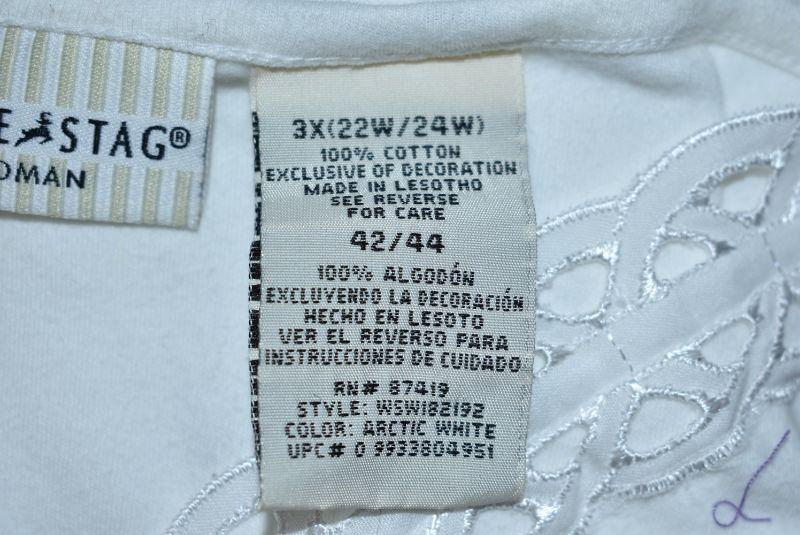 E STAG®
OMAN
3X(22W/24W)
100% COTTON
EXCLUSIVE OF DECORATION
MADE IN LESOTHO
SEE REVERSE
FOR CARE
42/44
100% ALGODÓN
EXCLUYENDO LA DECORACIÓN
HECHO EN LESOTO
VER EL REVERSO PARA
INSTRUCCIONES DE CUIDADO
RN# 87419
STYLE: WSW182192
COLOR: ARCTIC WHITE
UPC# 0 9933804951